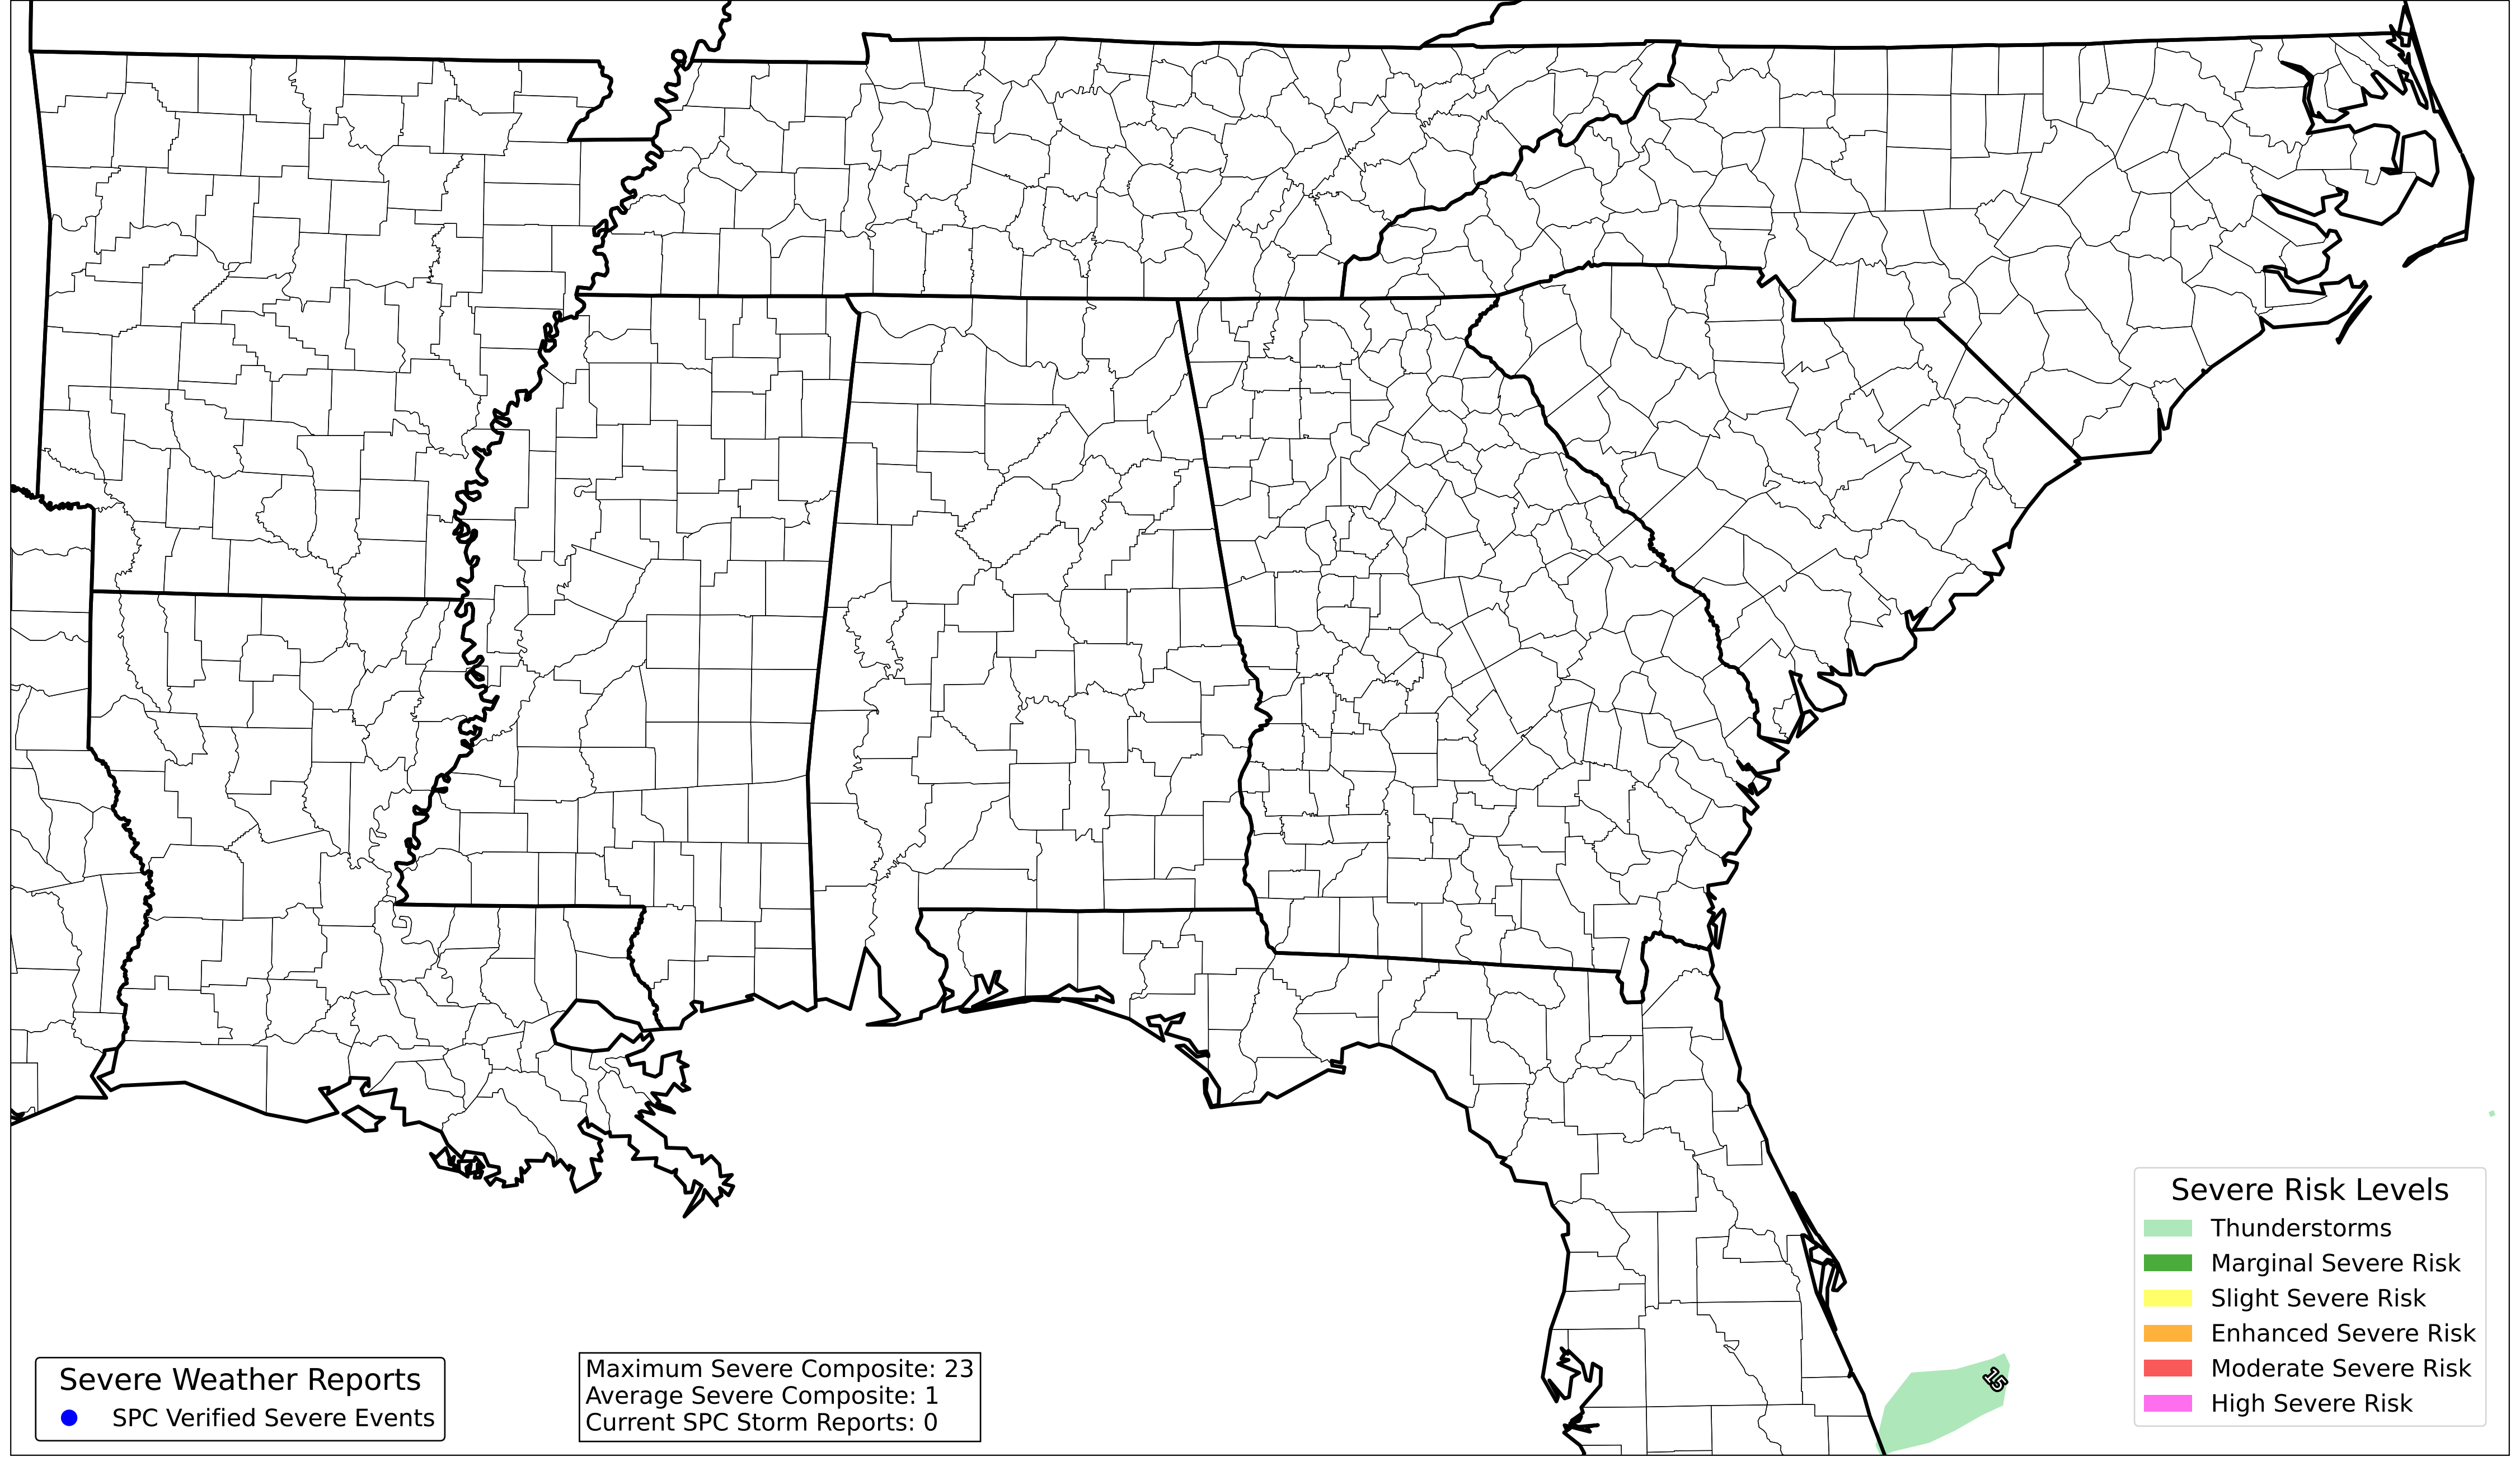 15
Severe Risk Levels
Thunderstorms
Marginal Severe Risk
Slight Severe Risk
Enhanced Severe Risk
Moderate Severe Risk
High Severe Risk
Severe Weather Reports
SPC Verified Severe Events
Maximum Severe Composite: 23
Average Severe Composite: 1
Current SPC Storm Reports: 0